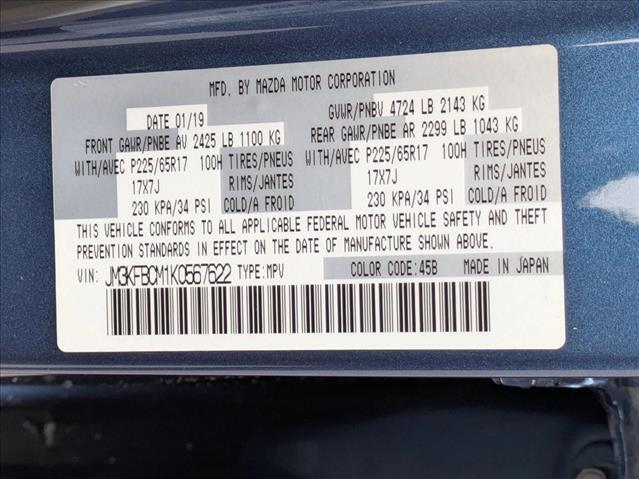 MFD. BY MAZDA MOTOR CORPORATION
DATE 01/19 GVWR/PNBV 4724 LB 2143 KG
FRONT GAWR/PNBE AV 2425 LB 1100 KG REAR GAWR/PNBE AR 2299 LB 1043 KG
WITH/AVEC P225/65R17 100H TIRES/PNEUS WITH/AVEC P225/65R17 100H TIRES/PNEUS
17X7J RIMS/JANTES 17X7J RIMS/JANTES
230 KPA/34 PSI COLD/A FROID 230 KPA/34 PSI COLD/A FROID
THIS VEHICLE CONFORMS TO ALL APPLICABLE FEDERAL MOTOR VEHICLE SAFETY AND THEFT
PREVENTION STANDARDS IN EFFECT ON THE DATE OF MANUFACTURE SHOWN ABOVE.
VIN: JM3KFBCM1K0567622 TYPE:MPV COLOR CODE:45B MADE IN JAPAN